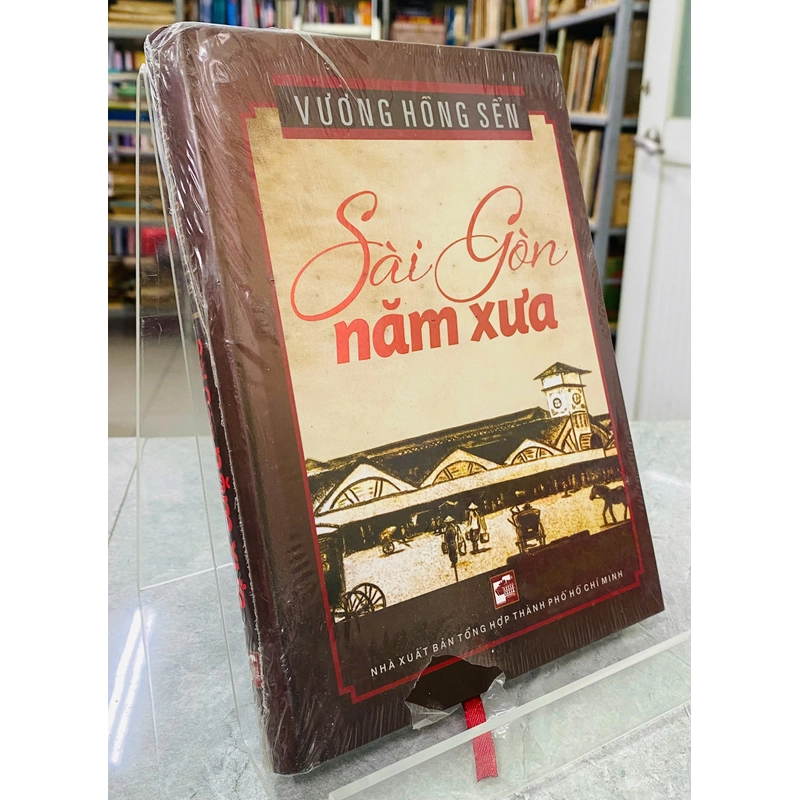 VƯƠNG HỒNG SỂN
Sài Gòn
năm xưa
NHÀ XUẤT BẢN TỔNG HỢP THÀNH PHỐ HỒ CHÍ MINH